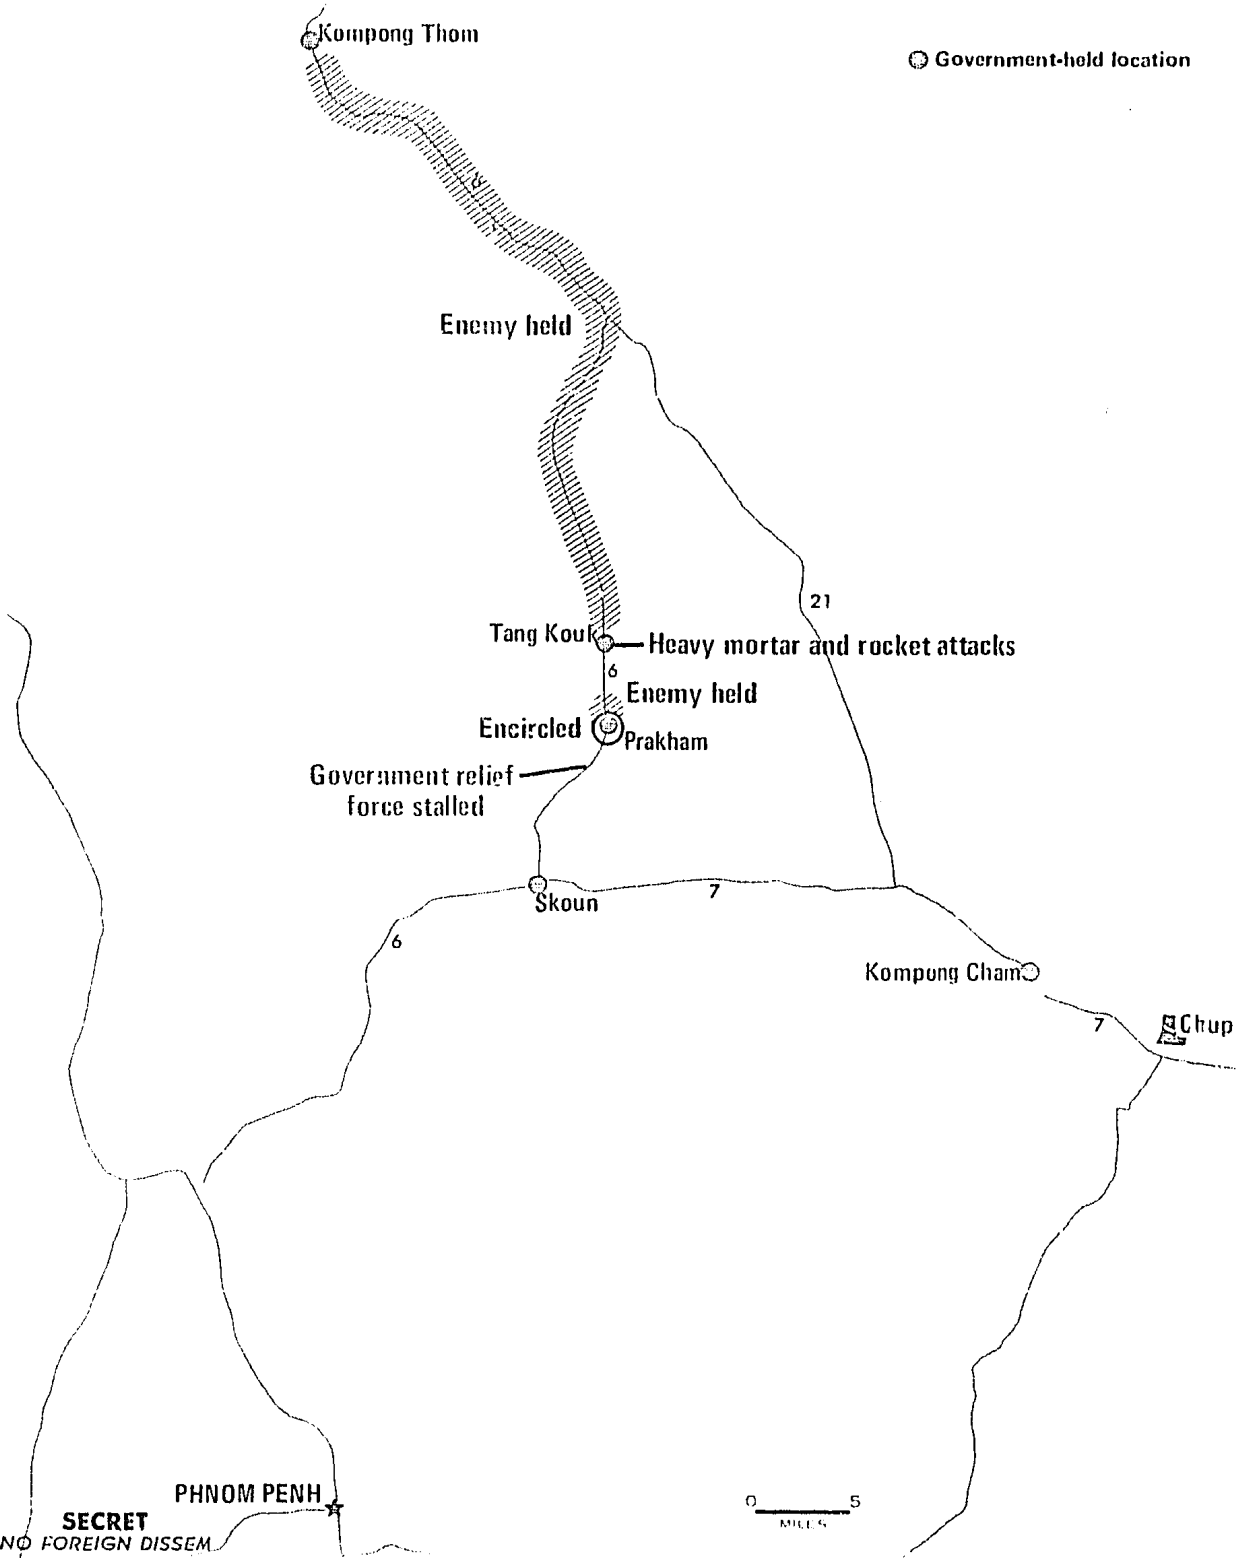 Kompong Thom
Government-held location
6
Enemy held
21
Tang Kouk
Heavy mortar and rocket attacks
6
Enemy held
Encircled
Prakham
Government relief
force stalled
7
Skoun
6
Kompong Cham
7
Chup
PHNOM PENH
0 5
MILES
SECRET
NO FOREIGN DISSEM